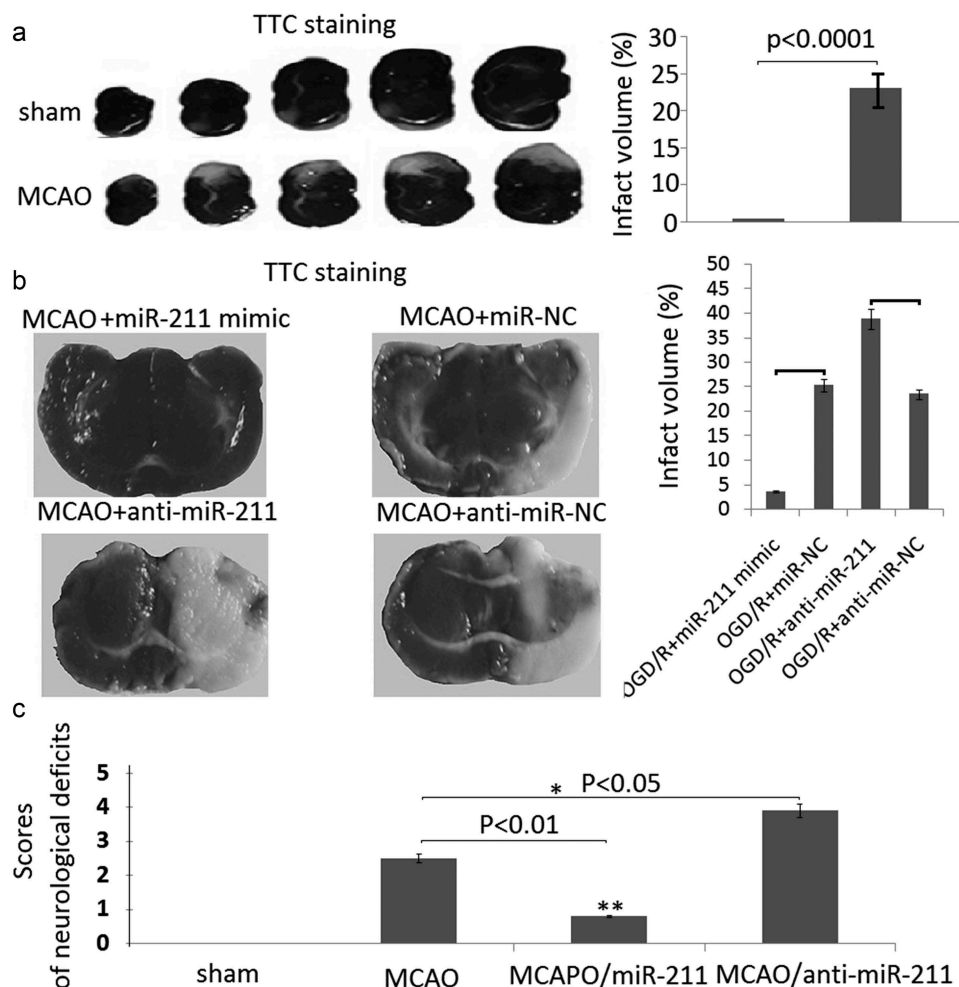 a
TTC staining
sham
MCAO
Infact volume (%)
30
25
20
15
10
5
0
p<0.0001
b
TTC staining
MCAO+miR-211 mimic
MCAO+miR-NC
MCAO+anti-miR-211
MCAO+anti-miR-NC
Infact volume (%)
50
45
40
35
30
25
20
15
10
5
0
OGD/R+miR-211 mimic
OGD/R+miR-NC
OGD/R+anti-miR-211
OGD/R+anti-miR-NC
c
Scores
of neurological deficits
5
4
3
2
1
0
* P<0.05
P<0.01
**
sham
MCAO
MCAPO/miR-211
MCAO/anti-miR-211